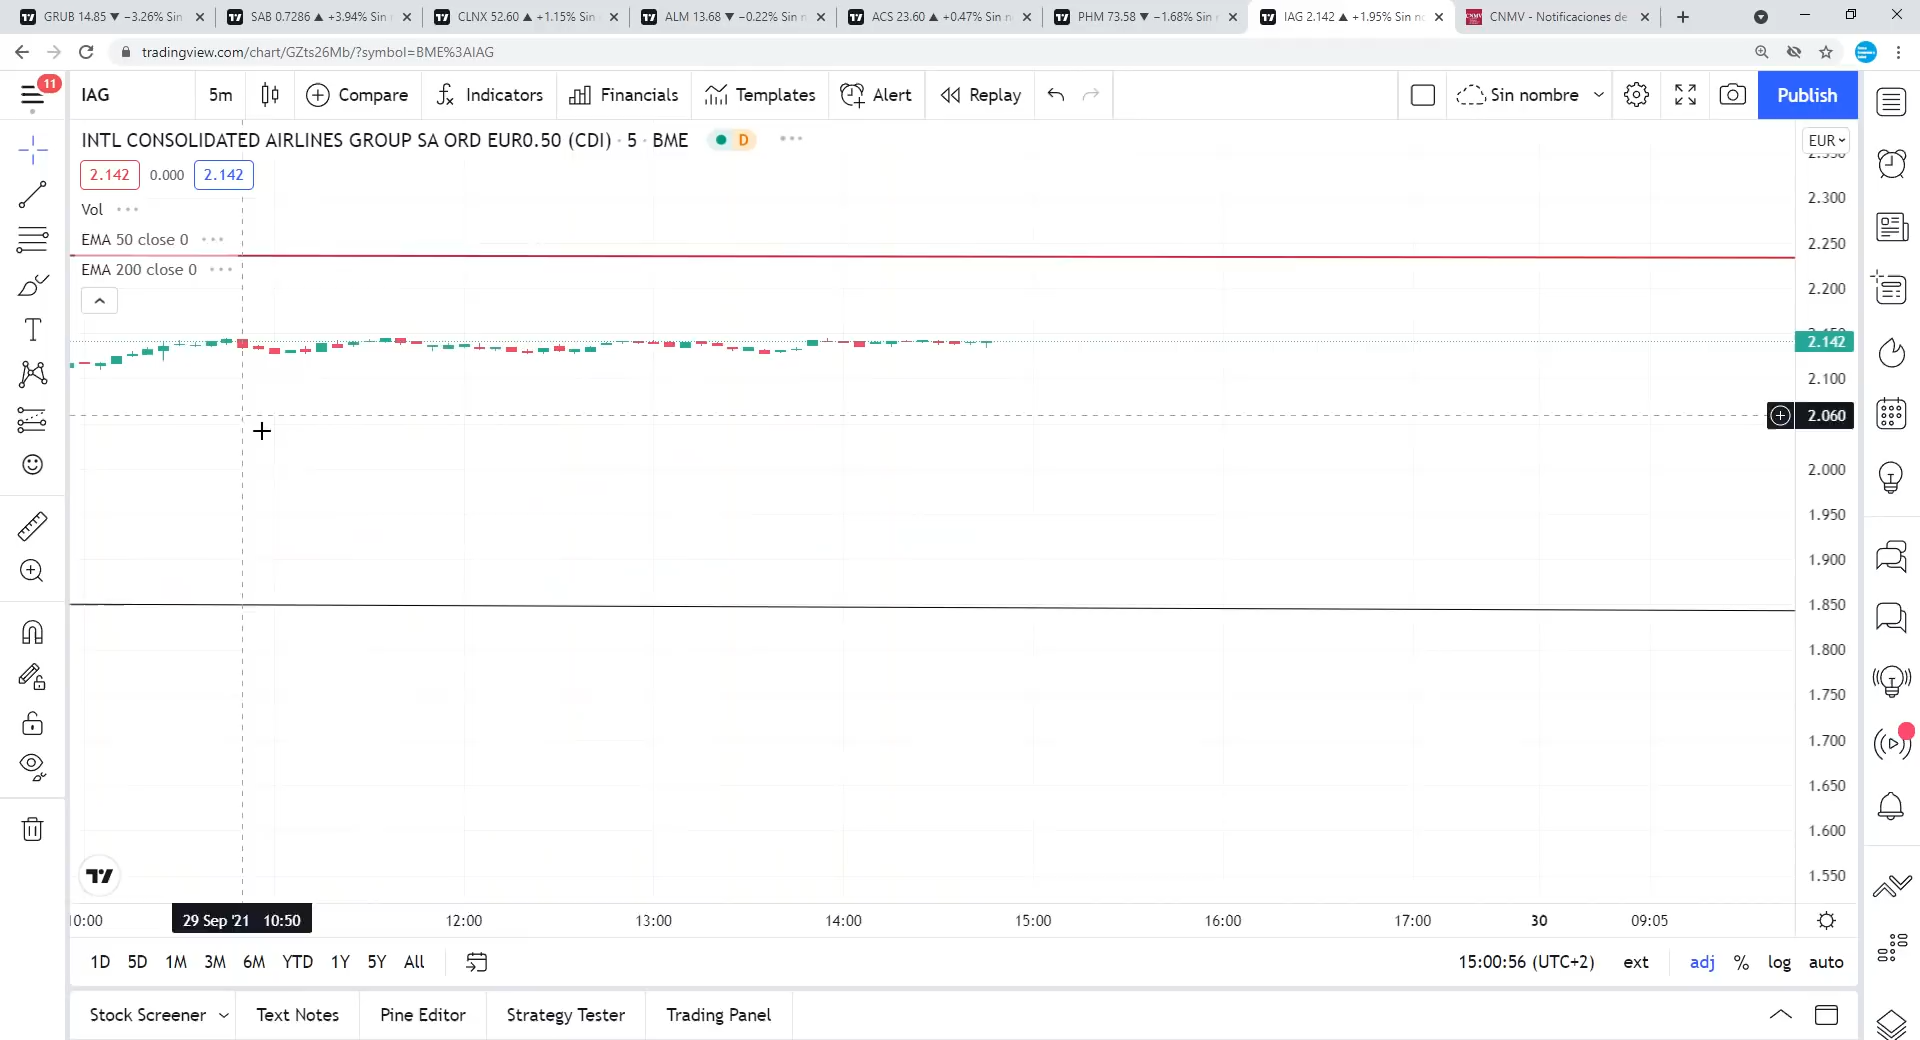 GRUB 14.85 ▼ −3.26% Sin
SAB 0.7286 ▲ +3.94% Sin
CLNX 52.60 ▲ +1.15% Sin
ALM 13.68 ▼ −0.22% Sin
ACS 23.60 ▲ +0.47% Sin
PHM 73.58 ▼ −1.68% Sin
IAG 2.142 ▲ +1.95% Sin no
CNMV - Notificaciones de
tradingview.com/chart/GZts26Mb/?symbol=BME%3AIAG
11
IAG
5m
Compare
Indicators
Financials
Templates
Alert
Replay
Sin nombre
Publish
INTL CONSOLIDATED AIRLINES GROUP SA ORD EUR0.50 (CDI) · 5 · BME
D
EUR
2.142 0.000 2.142
Vol
EMA 50 close 0
EMA 200 close 0
2.300
2.250
2.200
2.142
2.100
2.060
2.000
1.950
1.900
1.850
1.800
1.750
1.700
1.650
1.600
1.550
10:00
29 Sep '21 10:50
12:00
13:00
14:00
15:00
16:00
17:00
30
09:05
1D 5D 1M 3M 6M YTD 1Y 5Y All
15:00:56 (UTC+2)
ext
adj
%
log
auto
Stock Screener
Text Notes
Pine Editor
Strategy Tester
Trading Panel